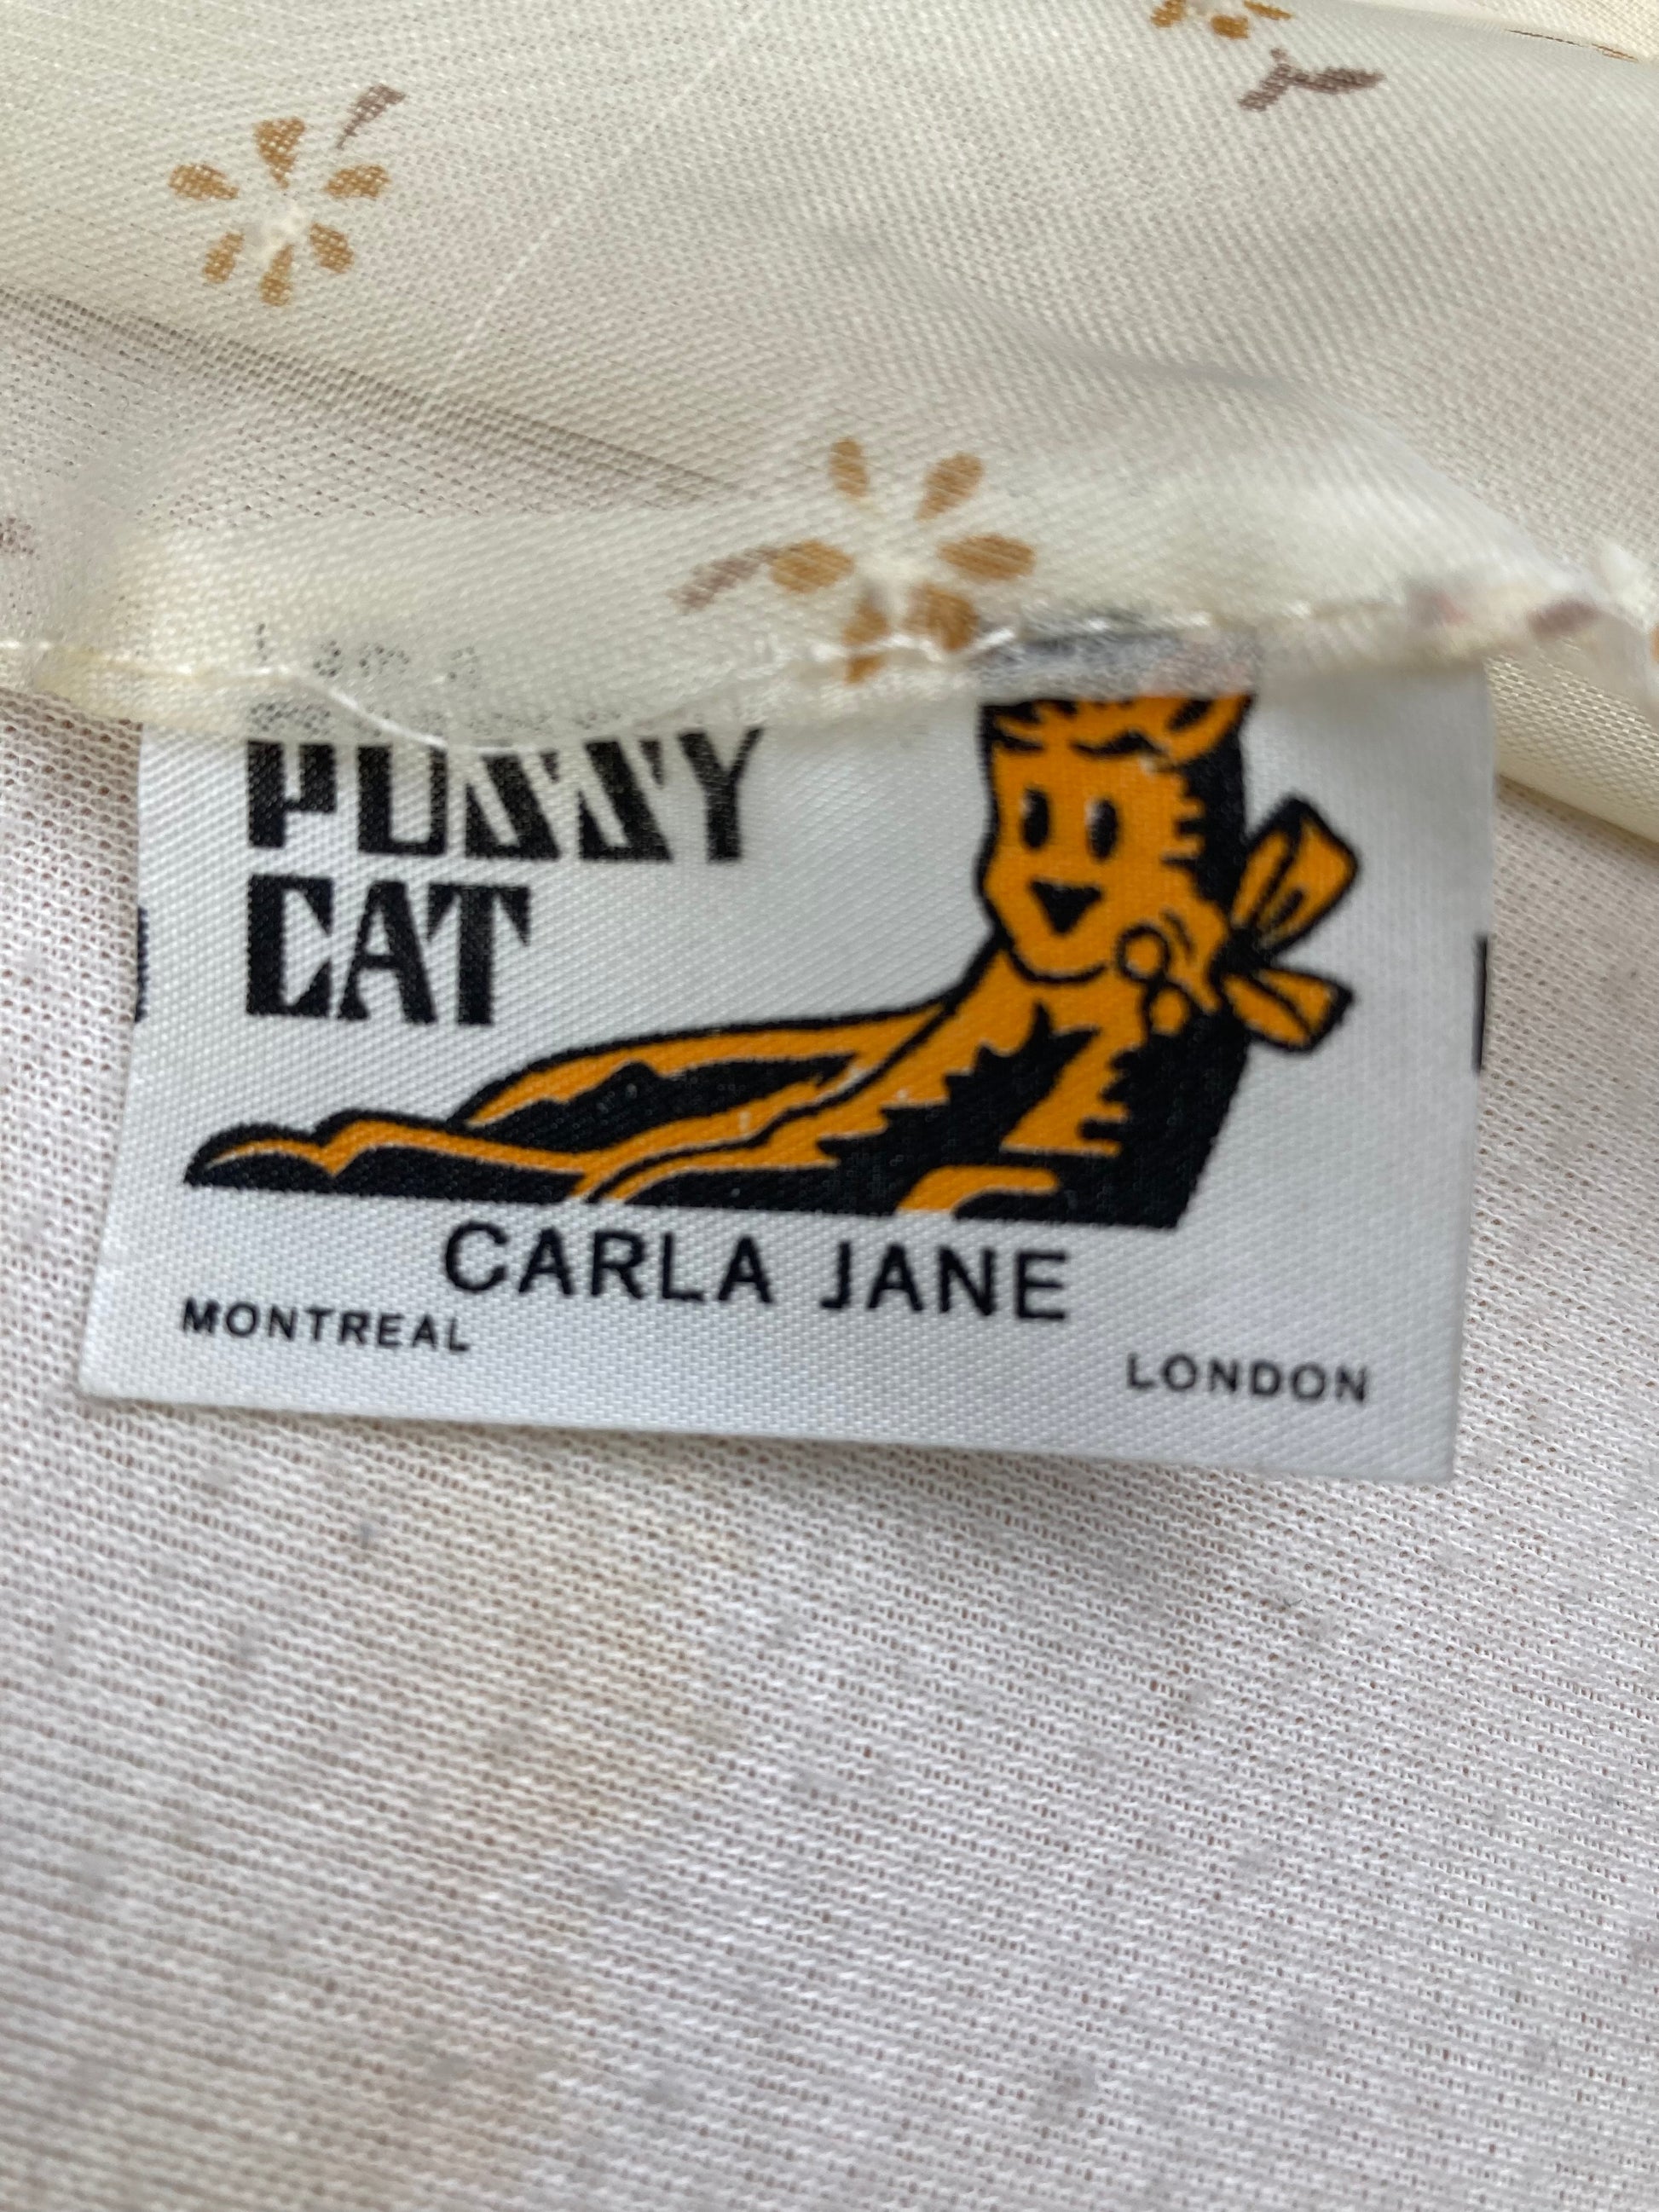 PUSSY
CAT
CARLA JANE
MONTREAL
LONDON